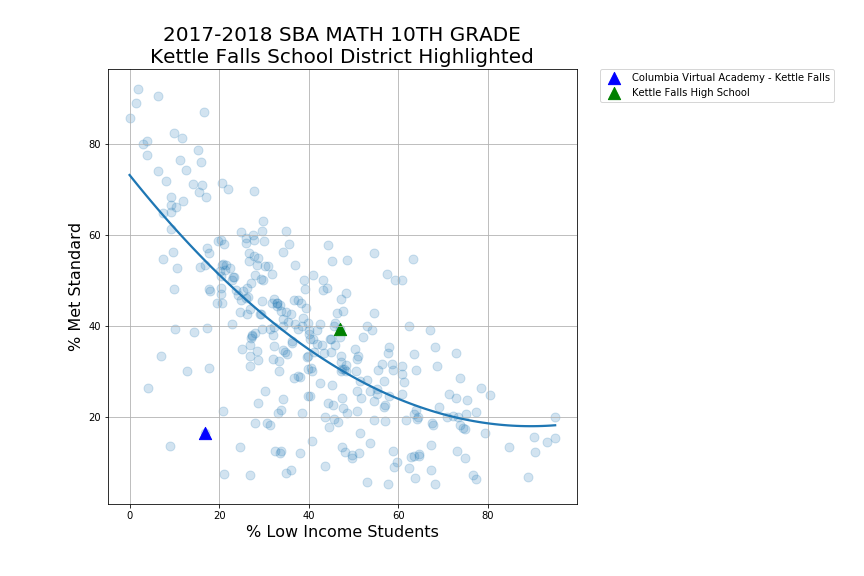 2017-2018 SBA MATH 10TH GRADE
Kettle Falls School District Highlighted
Columbia Virtual Academy - Kettle Falls
Kettle Falls High School
% Met Standard
80
60
40
20
0
20
40
60
80
% Low Income Students